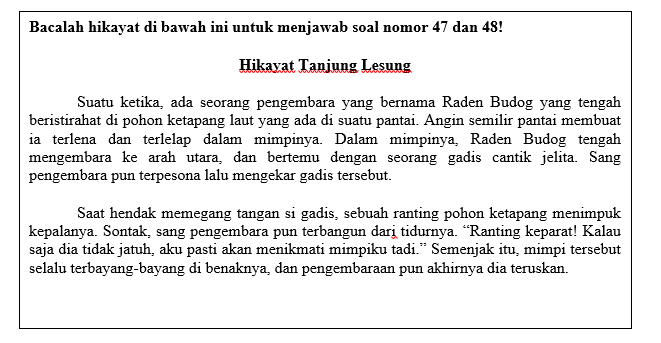 Bacalah hikayat di bawah ini untuk menjawab soal nomor 47 dan 48!
Hikayat Tanjung Lesung
Suatu ketika, ada seorang pengembara yang bernama Raden Budog yang tengah
beristirahat di pohon ketapang laut yang ada di suatu pantai. Angin semilir pantai membuat
ia terlena dan terlelap dalam mimpinya. Dalam mimpinya, Raden Budog tengah
mengembara ke arah utara, dan bertemu dengan seorang gadis cantik jelita. Sang
pengembara pun terpesona lalu mengekar gadis tersebut.
Saat hendak memegang tangan si gadis, sebuah ranting pohon ketapang menimpuk
kepalanya. Sontak, sang pengembara pun terbangun dari tidurnya. “Ranting keparat! Kalau
saja dia tidak jatuh, aku pasti akan menikmati mimpiku tadi.” Semenjak itu, mimpi tersebut
selalu terbayang-bayang di benaknya, dan pengembaraan pun akhirnya dia teruskan.